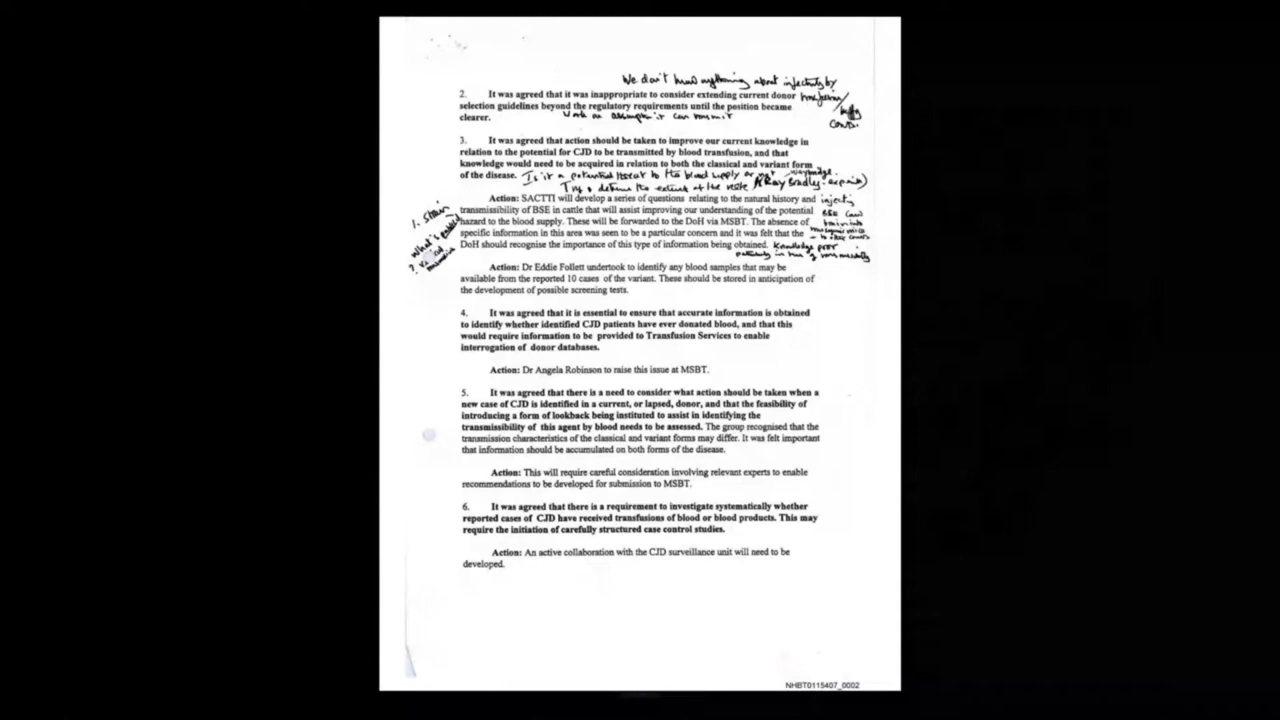 We don't know anything about infectivity by
2. It was agreed that it was inappropriate to consider extending current donor
selection guidelines beyond the regulatory requirements until the position became
clearer. Work on assumption it can transmit
3. It was agreed that action should be taken to improve our current knowledge in
relation to the potential for CJD to be transmitted by blood transfusion, and that
knowledge would need to be acquired in relation to both the classical and variant form
of the disease. Is it a potential threat to the blood supply or not
Try & define the extent of the risk Ray Bradley
Action: SACTTI will develop a series of questions relating to the natural history and injecting
1. Strain
transmissibility of BSE in cattle that will assist improving our understanding of the potential
hazard to the blood supply. These will be forwarded to the DoH via MSBT. The absence of
specific information in this area was seen to be a particular concern and it was felt that the
DoH should recognise the importance of this type of information being obtained. Knowledge poor
Action: Dr Eddie Follett undertook to identify any blood samples that may be
available from the reported 10 cases of the variant. These should be stored in anticipation of
the development of possible screening tests.
4. It was agreed that it is essential to ensure that accurate information is obtained
to identify whether identified CJD patients have ever donated blood, and that this
would require information to be provided to Transfusion Services to enable
interrogation of donor databases.
Action: Dr Angela Robinson to raise this issue at MSBT.
5. It was agreed that there is a need to consider what action should be taken when a
new case of CJD is identified in a current, or lapsed, donor, and that the feasibility of
introducing a form of lookback being instituted to assist in identifying the
transmissibility of this agent by blood needs to be assessed. The group recognised that the
transmission characteristics of the classical and variant forms may differ. It was felt important
that information should be accumulated on both forms of the disease.
Action: This will require careful consideration involving relevant experts to enable
recommendations to be developed for submission to MSBT.
6. It was agreed that there is a requirement to investigate systematically whether
reported cases of CJD have received transfusions of blood or blood products. This may
require the initiation of carefully structured case control studies.
Action: An active collaboration with the CJD surveillance unit will need to be
developed.
NHBT0115407_0002